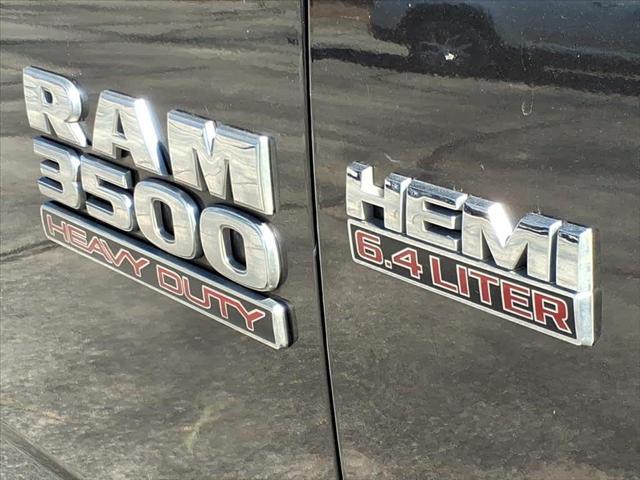 RAM
3500
HEAVY DUTY
HEMI
6.4 LITER